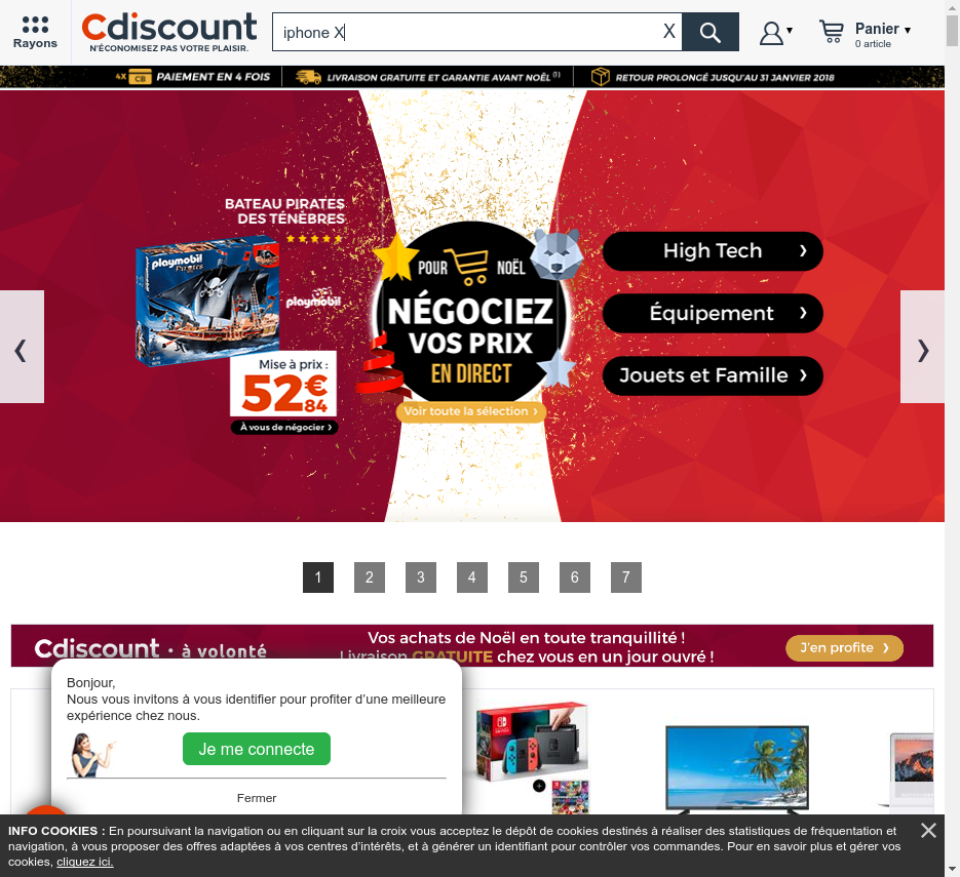 Rayons
Cdiscount
N'ÉCONOMISEZ PAS VOTRE PLAISIR.
iphone X
X
Panier
0 article
4X CB PAIEMENT EN 4 FOIS
LIVRAISON GRATUITE ET GARANTIE AVANT NOËL (1)
RETOUR PROLONGÉ JUSQU'AU 31 JANVIER 2018
BATEAU PIRATES
DES TÉNÈBRES
playmobil
Pirates
playmobil
Mise à prix :
52€84
À vous de négocier ›
POUR NOËL
NÉGOCIEZ
VOS PRIX
EN DIRECT
Voir toute la sélection ›
High Tech ›
Équipement ›
Jouets et Famille ›
1 2 3 4 5 6 7
Cdiscount · à volonté
Vos achats de Noël en toute tranquillité !
Livraison GRATUITE chez vous en un jour ouvré !
J'en profite ›
Bonjour,
Nous vous invitons à vous identifier pour profiter d'une meilleure
expérience chez nous.
Je me connecte
Fermer
INFO COOKIES : En poursuivant la navigation ou en cliquant sur la croix vous acceptez le dépôt de cookies destinés à réaliser des statistiques de fréquentation et
navigation, à vous proposer des offres adaptées à vos centres d'intérêts, et à générer un identifiant pour contrôler vos commandes. Pour en savoir plus et gérer vos
cookies, cliquez ici.